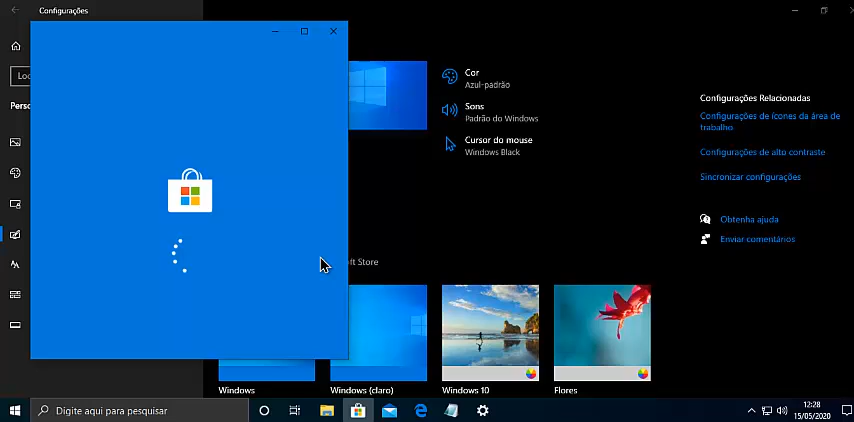 Configurações
Loc
Perso
Cor
Azul-padrão
Sons
Padrão do Windows
Cursor do mouse
Windows Black
Configurações Relacionadas
Configurações de ícones da área de
trabalho
Configurações de alto contraste
Sincronizar configurações
Obtenha ajuda
Enviar comentários
oft Store
Windows
Windows (claro)
Windows 10
Flores
Digite aqui para pesquisar
12:28
15/05/2020